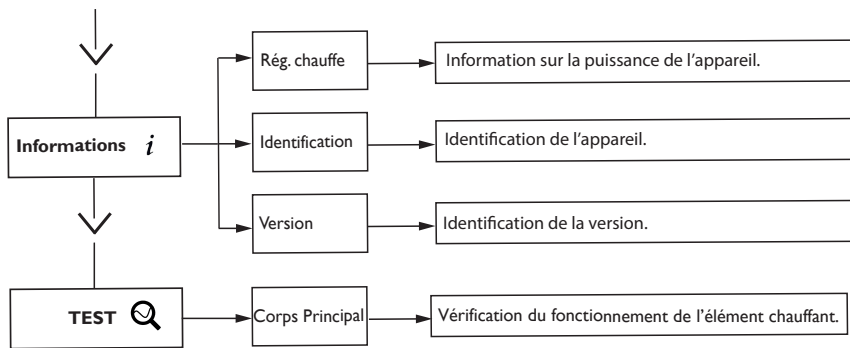 Rég. chauffe
Information sur la puissance de l'appareil.
Informations i
Identification
Identification de l'appareil.
Version
Identification de la version.
TEST
Corps Principal
Vérification du fonctionnement de l'élément chauffant.